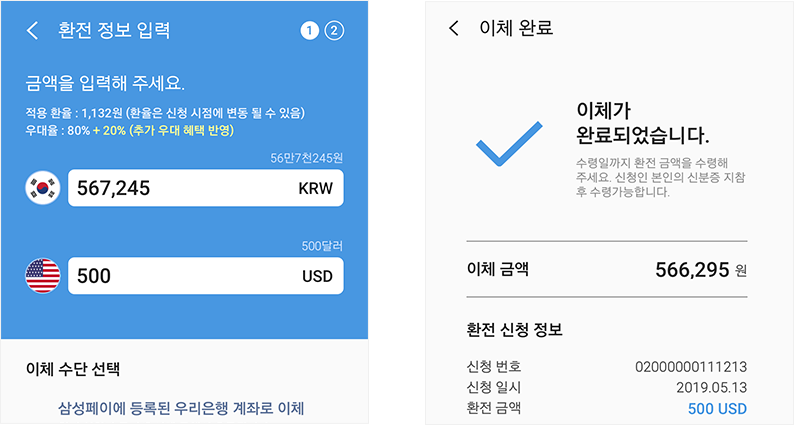 환전 정보 입력
1 2
금액을 입력해 주세요.
적용 환율 : 1,132원 (환율은 신청 시점에 변동 될 수 있음)
우대율 : 80% + 20% (추가 우대 혜택 반영)
56만7천245원
567,245 KRW
500달러
500 USD
이체 수단 선택
삼성페이에 등록된 우리은행 계좌로 이체
이체 완료
이체가
완료되었습니다.
수령일까지 환전 금액을 수령해
주세요. 신청인 본인의 신분증 지참
후 수령가능합니다.
이체 금액 566,295 원
환전 신청 정보
신청 번호 02000000111213
신청 일시 2019.05.13
환전 금액 500 USD